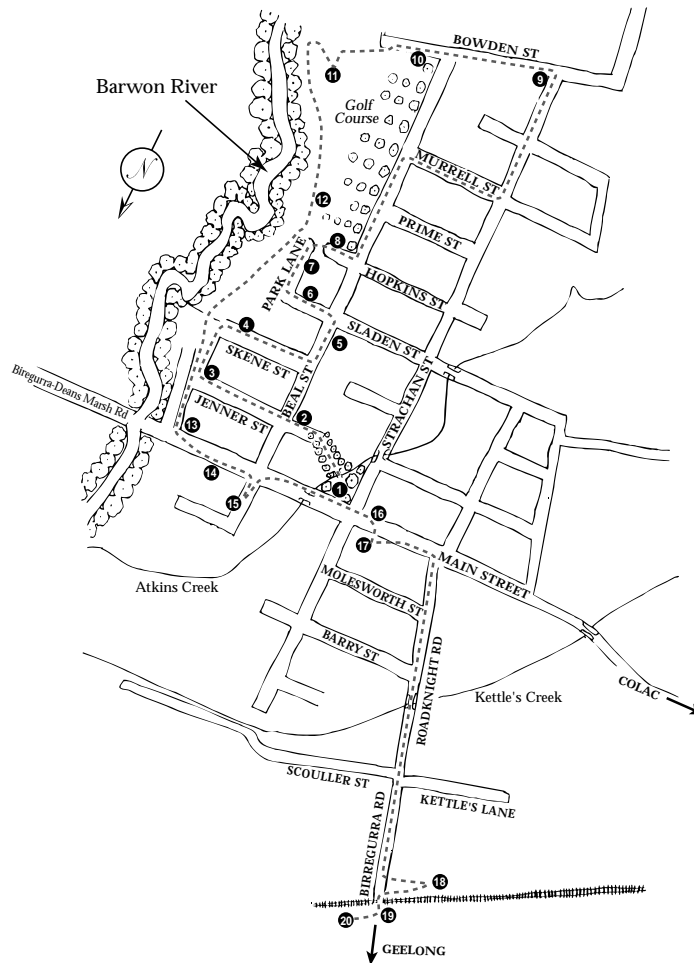 BOWDEN ST
10
9
11
Barwon River
Golf
Course
N
MURRELL ST
12
PRIME ST
8
PARK LANE
7
HOPKINS ST
6
4
SLADEN ST
5
SKENE ST
3
BEAL ST
STRACHAN ST
Biregurra-Deans Marsh Rd
JENNER ST
2
13
14
1
15
16
17
MAIN STREET
Atkins Creek
MOLESWORTH ST
BARRY ST
ROADKNIGHT RD
COLAC
Kettle's Creek
SCOULLER ST
KETTLE'S LANE
BIRREGURRA RD
18
20
19
GEELONG